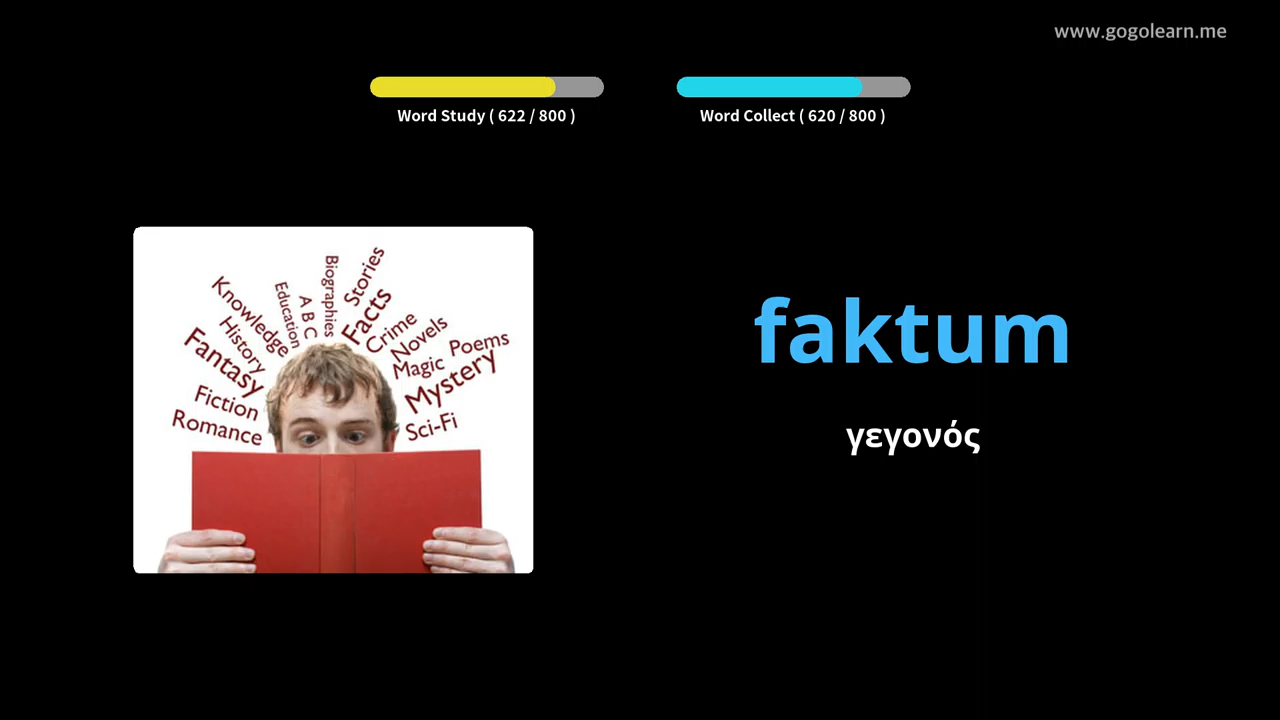 www.gogolearn.me
Word Study ( 622 / 800 )
Word Collect ( 620 / 800 )
Biographies
Stories
Education
A B C
Facts
Knowledge
Crime
History
Novels
Poems
Fantasy
Magic
Mystery
Fiction
Romance
Sci-Fi
faktum
γεγονός